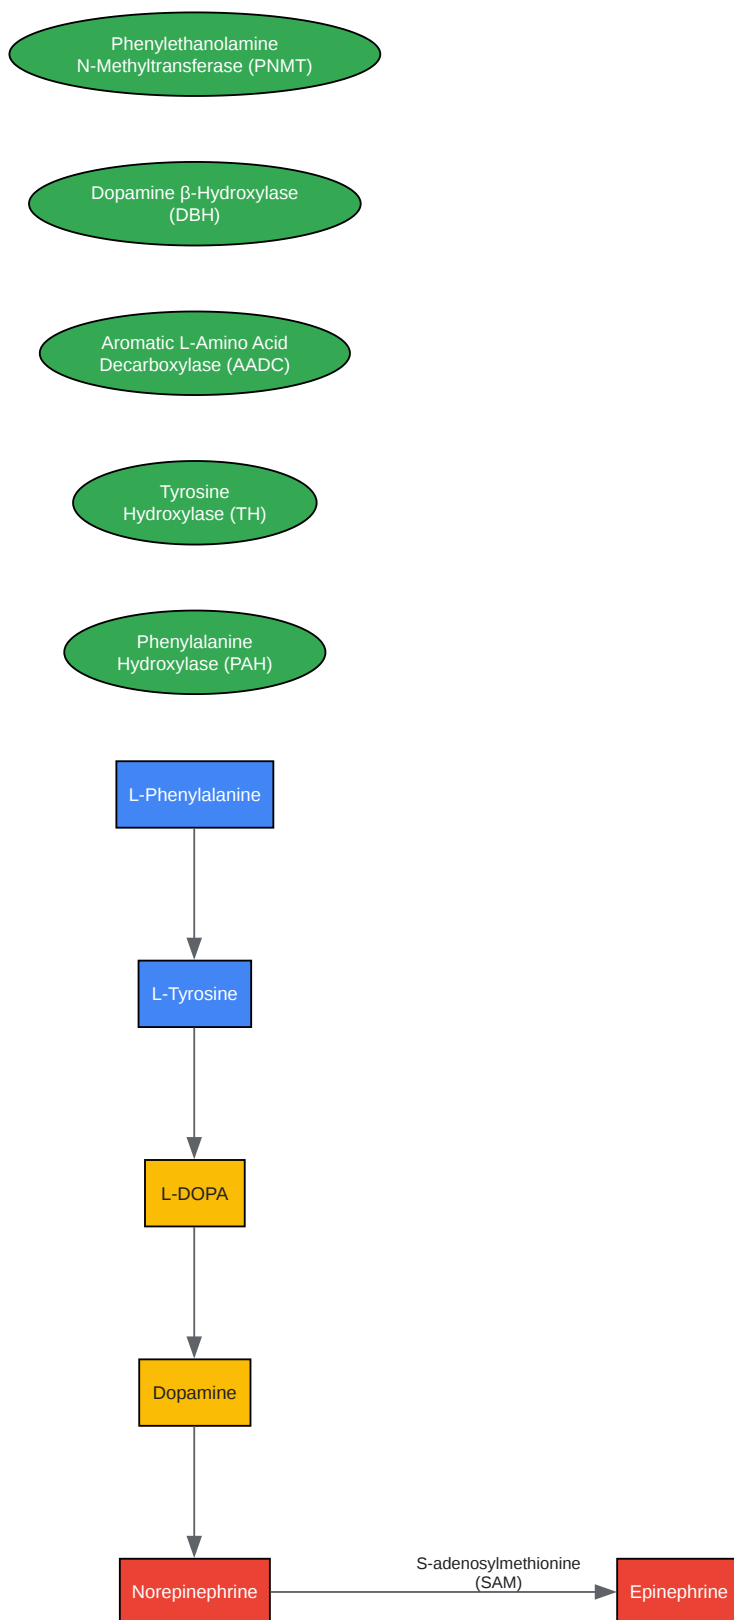 Phenylethanolamine
N-Methyltransferase (PNMT)
Dopamine β-Hydroxylase
(DBH)
Aromatic L-Amino Acid
Decarboxylase (AADC)
Tyrosine
Hydroxylase (TH)
Phenylalanine
Hydroxylase (PAH)
L-Phenylalanine
L-Tyrosine
L-DOPA
Dopamine
S-adenosylmethionine
(SAM)
Norepinephrine
Epinephrine